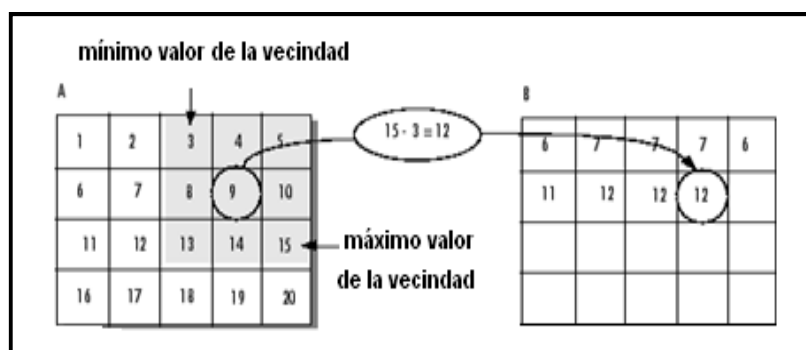 mínimo valor de la vecindad
A
B
15 - 3 = 12
1 2 3 4 5
6 7 8 9 10
11 12 13 14 15
16 17 18 19 20
máximo valor
de la vecindad
6 7 7 7 6
11 12 12 12